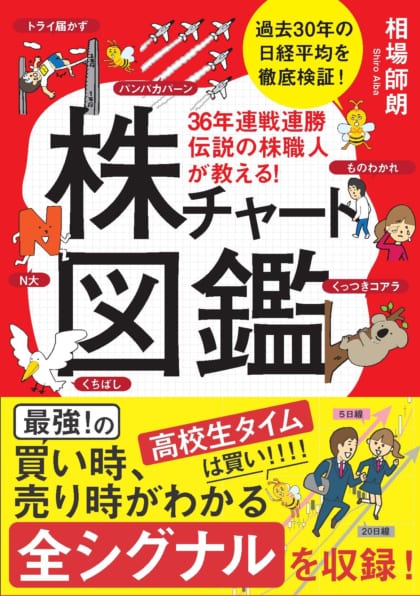 トライ届かず
パンパカパーン
過去30年の
日経平均を
徹底検証!
相場師朗
Shiro Aiba
36年連戦連勝
伝説の株職人
が教える!
株チャート
図鑑
ものわかれ
N大
くっつきコアラ
くちばし
最強!の
買い時、
売り時がわかる
全シグナルを収録!
高校生タイム
は買い!!!!
5日線
20日線